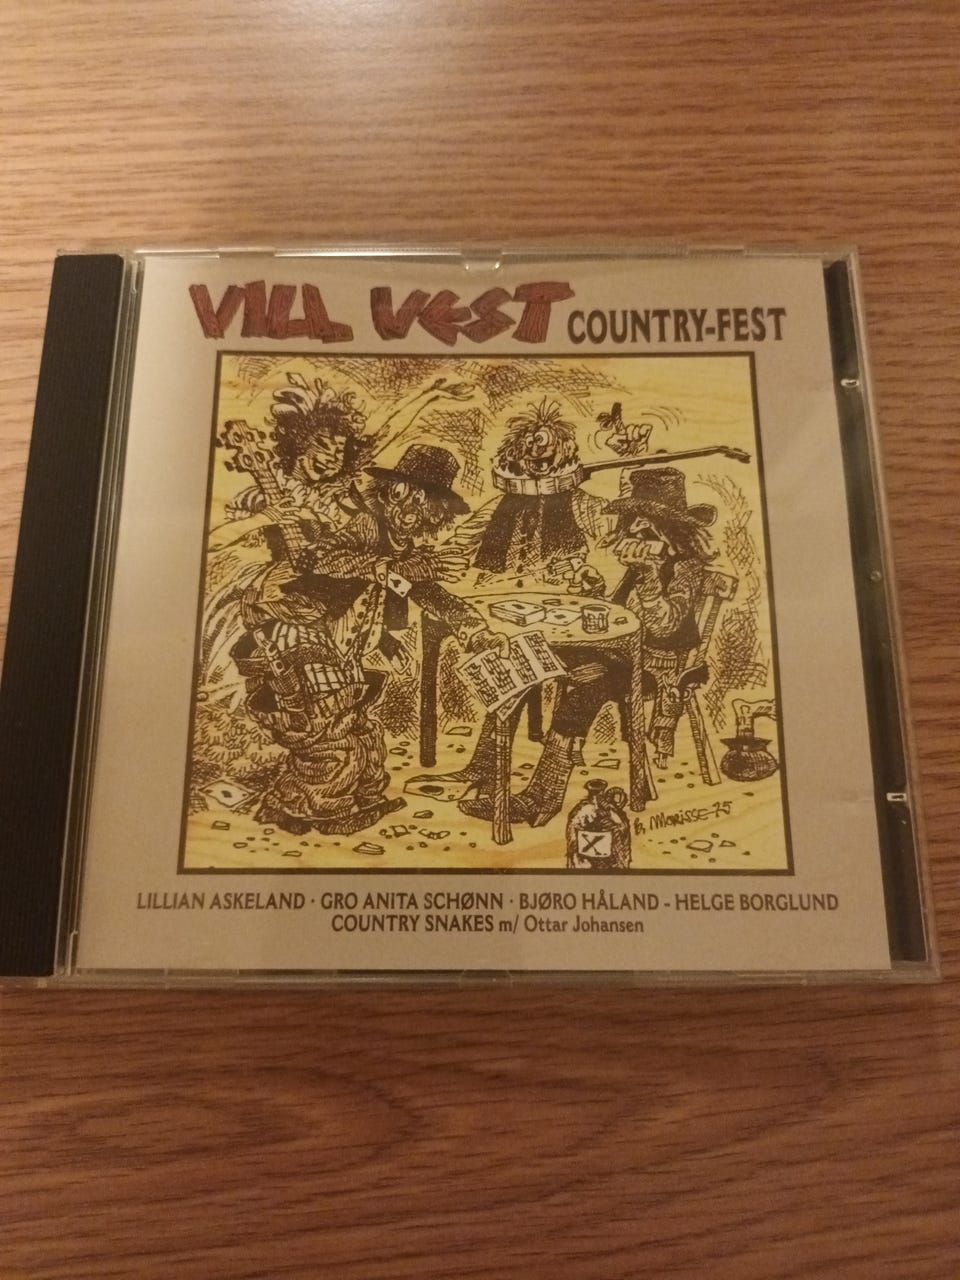 VILL VEST COUNTRY-FEST
X
B. MORISSE-75
LILLIAN ASKELAND · GRO ANITA SCHØNN · BJØRO HÅLAND - HELGE BORGLUND
COUNTRY SNAKES m/ Ottar Johansen